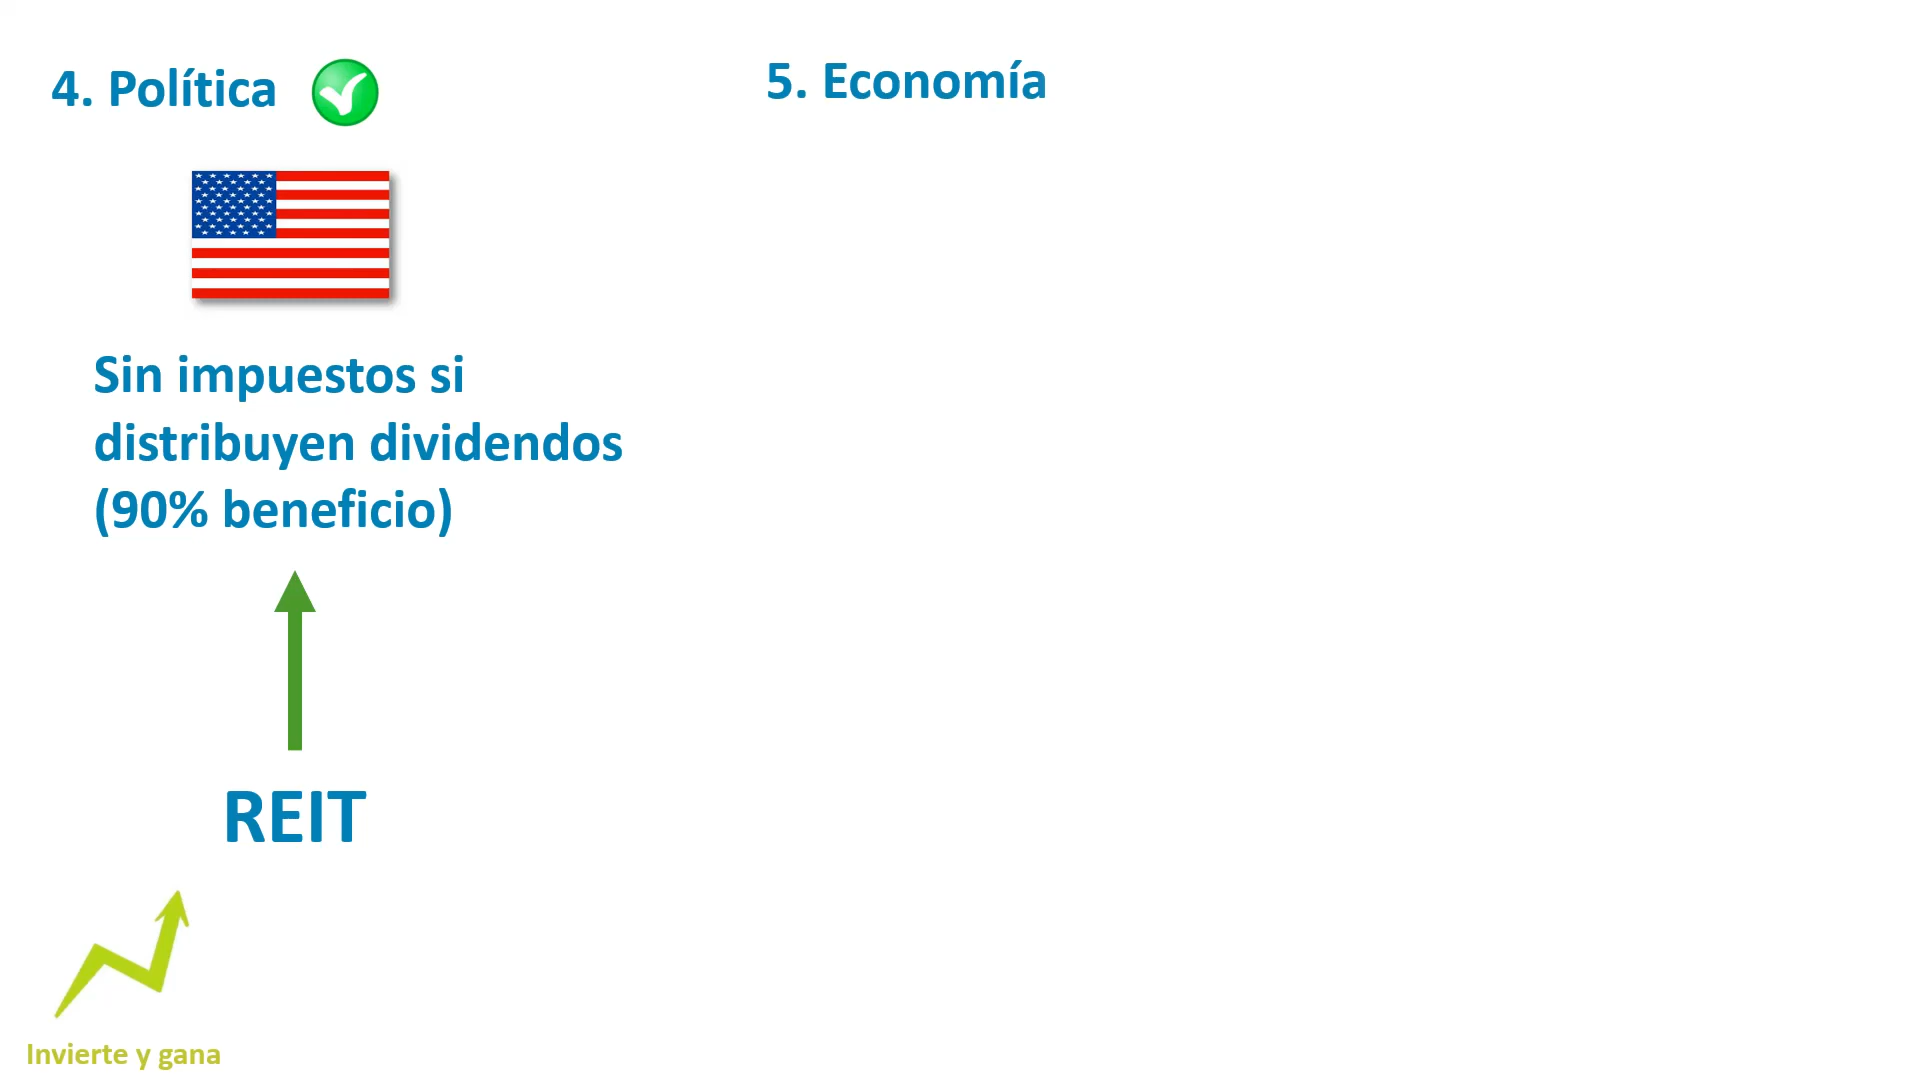 4. Política
5. Economía
Sin impuestos si
distribuyen dividendos
(90% beneficio)
REIT
Invierte y gana